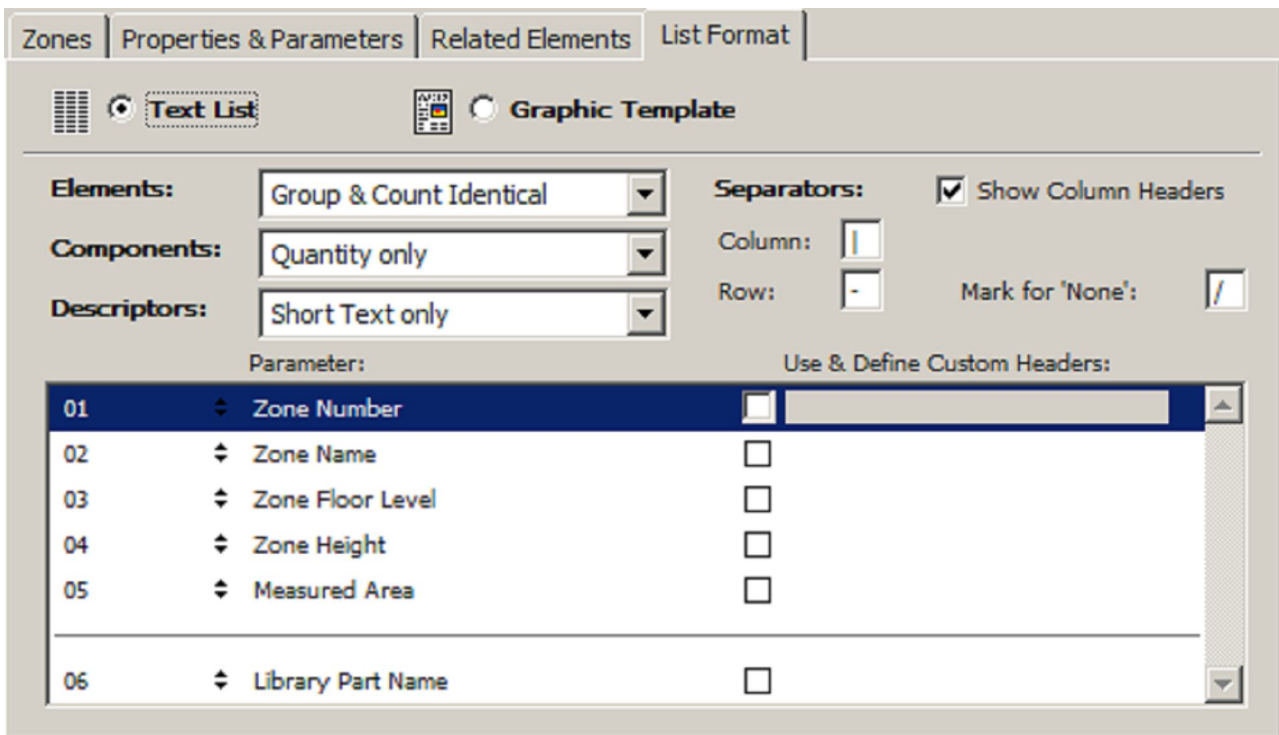 Zones Properties & Parameters Related Elements List Format
Text List Graphic Template
Elements: Group & Count Identical Separators: Show Column Headers
Components: Quantity only Column: |
Descriptors: Short Text only Row: - Mark for 'None': /
Parameter: Use & Define Custom Headers:
01 Zone Number
02 Zone Name
03 Zone Floor Level
04 Zone Height
05 Measured Area
06 Library Part Name